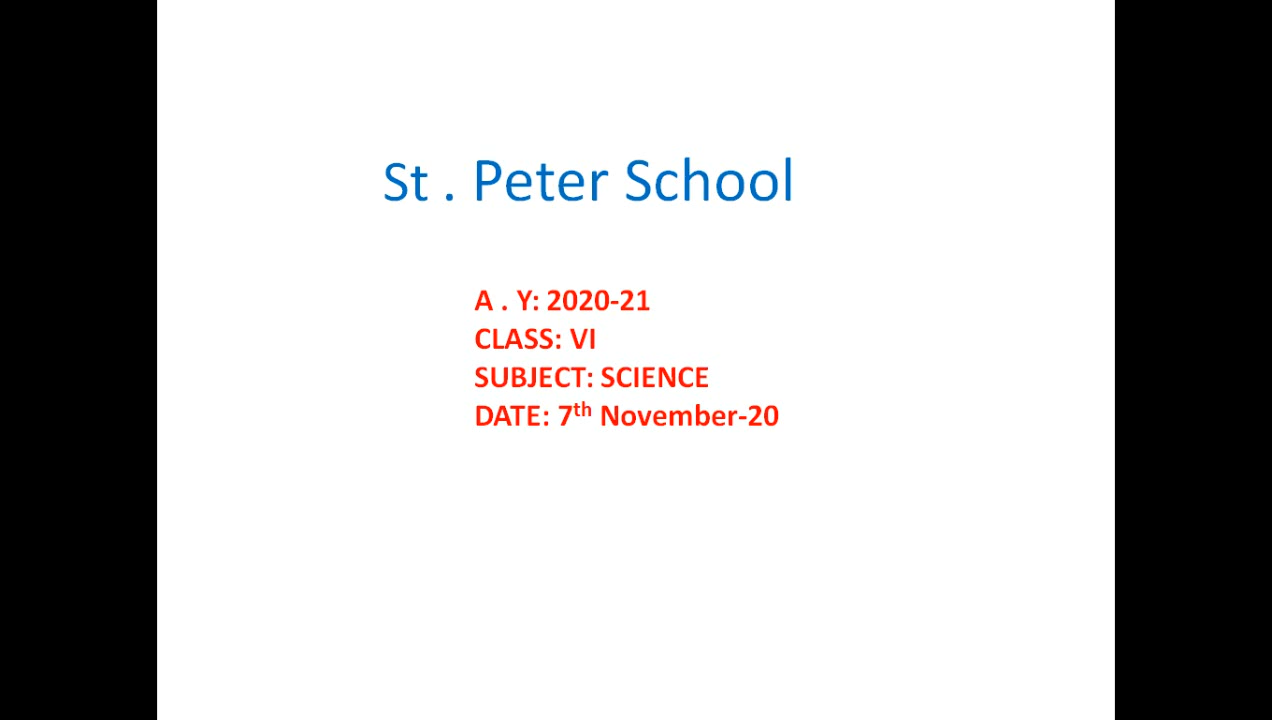 St . Peter School
A . Y: 2020-21
CLASS: VI
SUBJECT: SCIENCE
DATE: 7th November-20